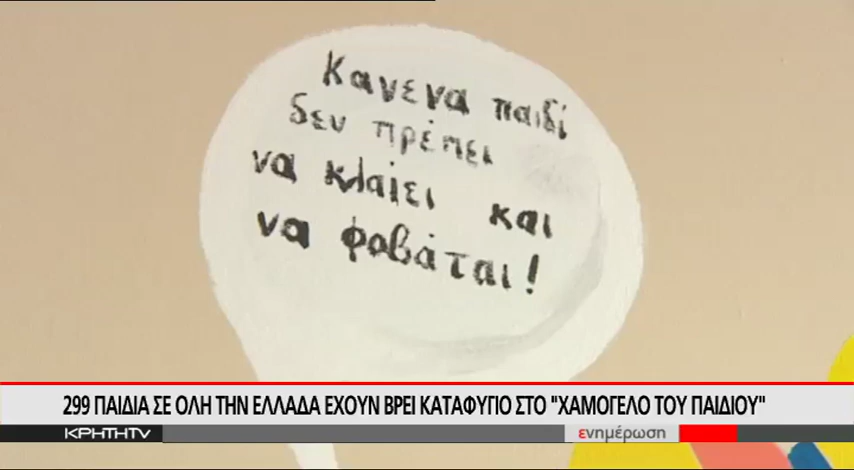 Κανενα παιδί
δεν πρέπει
να κλαίει και
να φοβάται!
299 ΠΑΙΔΙΑ ΣΕ ΟΛΗ ΤΗΝ ΕΛΛΑΔΑ ΕΧΟΥΝ ΒΡΕΙ ΚΑΤΑΦΥΓΙΟ ΣΤΟ "ΧΑΜΟΓΕΛΟ ΤΟΥ ΠΑΙΔΙΟΥ"
ΚΡΗΤΗTV ενημέρωση